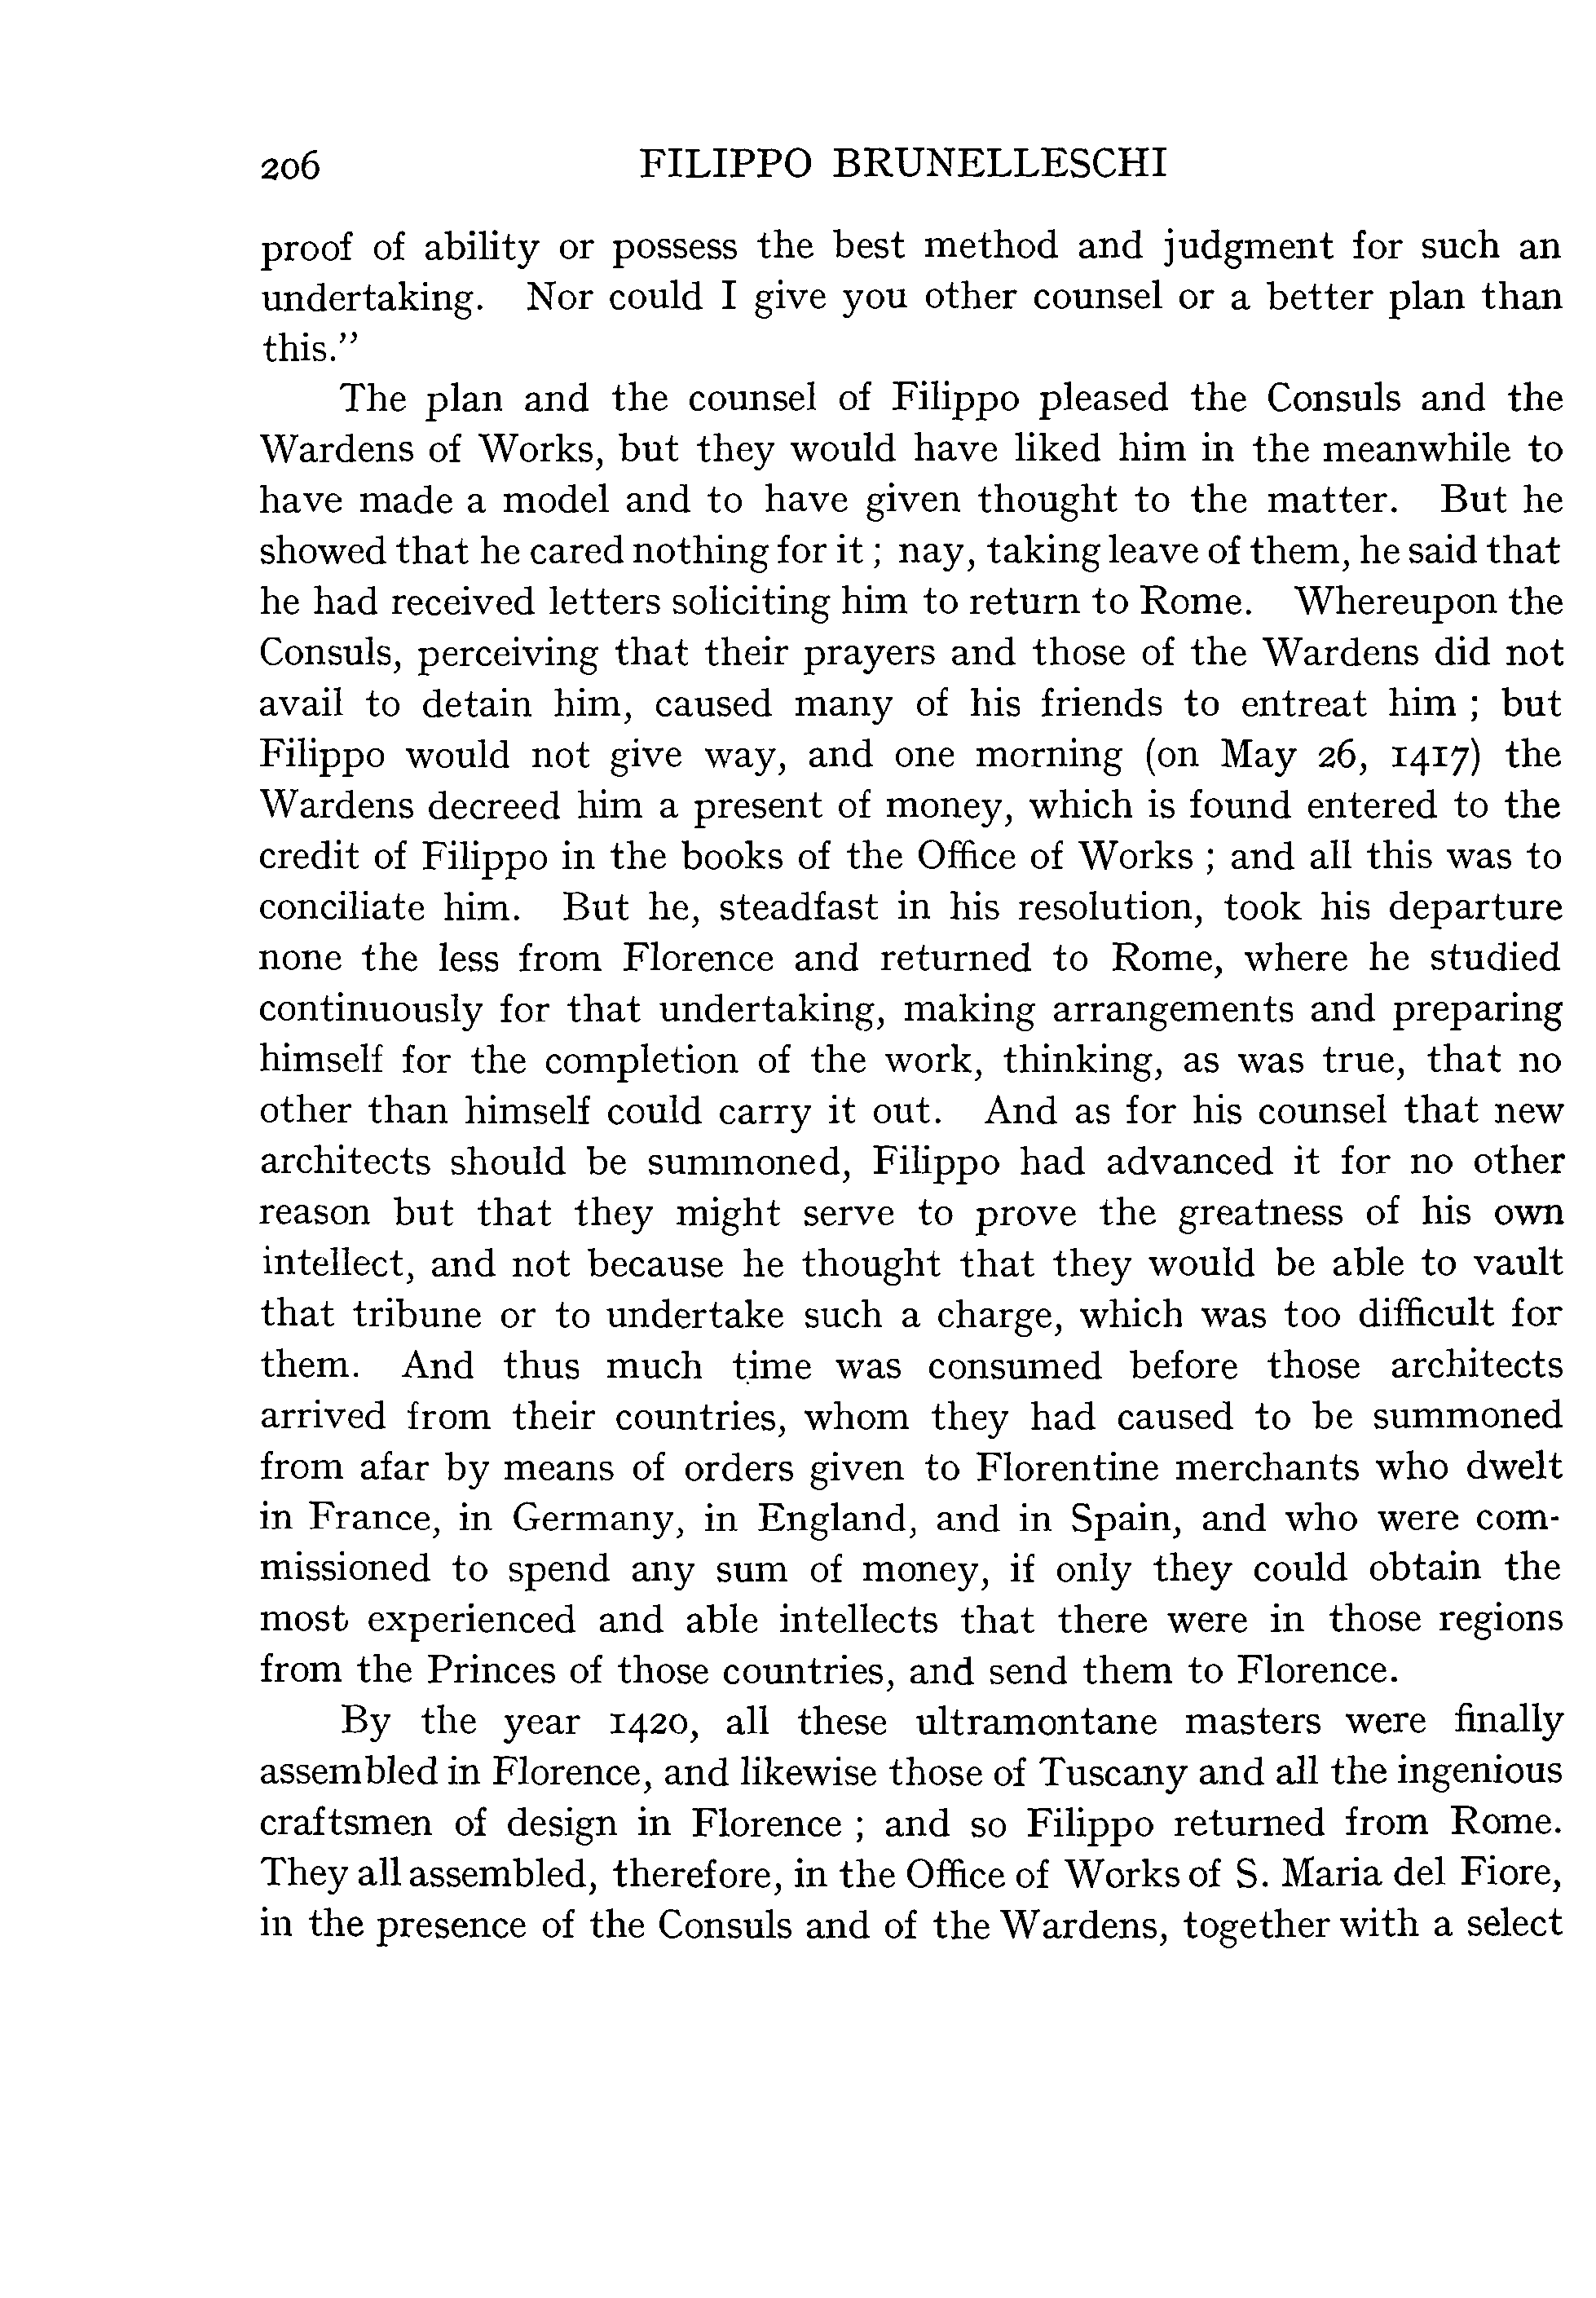 206 FILIPPO BRUNELLESCHI
proof of ability or possess the best method and judgment for such an
undertaking. Nor could I give you other counsel or a better plan than
this.”
The plan and the counsel of Filippo pleased the Consuls and the
Wardens of Works, but they would have liked him in the meanwhile to
have made a model and to have given thought to the matter. But he
showed that he cared nothing for it ; nay, taking leave of them, he said that
he had received letters soliciting him to return to Rome. Whereupon the
Consuls, perceiving that their prayers and those of the Wardens did not
avail to detain him, caused many of his friends to entreat him ; but
Filippo would not give way, and one morning (on May 26, 1417) the
Wardens decreed him a present of money, which is found entered to the
credit of Filippo in the books of the Office of Works ; and all this was to
conciliate him. But he, steadfast in his resolution, took his departure
none the less from Florence and returned to Rome, where he studied
continuously for that undertaking, making arrangements and preparing
himself for the completion of the work, thinking, as was true, that no
other than himself could carry it out. And as for his counsel that new
architects should be summoned, Filippo had advanced it for no other
reason but that they might serve to prove the greatness of his own
intellect, and not because he thought that they would be able to vault
that tribune or to undertake such a charge, which was too difficult for
them. And thus much time was consumed before those architects
arrived from their countries, whom they had caused to be summoned
from afar by means of orders given to Florentine merchants who dwelt
in France, in Germany, in England, and in Spain, and who were com-
missioned to spend any sum of money, if only they could obtain the
most experienced and able intellects that there were in those regions
from the Princes of those countries, and send them to Florence.
By the year 1420, all these ultramontane masters were finally
assembled in Florence, and likewise those of Tuscany and all the ingenious
craftsmen of design in Florence ; and so Filippo returned from Rome.
They all assembled, therefore, in the Office of Works of S. Maria del Fiore,
in the presence of the Consuls and of the Wardens, together with a select